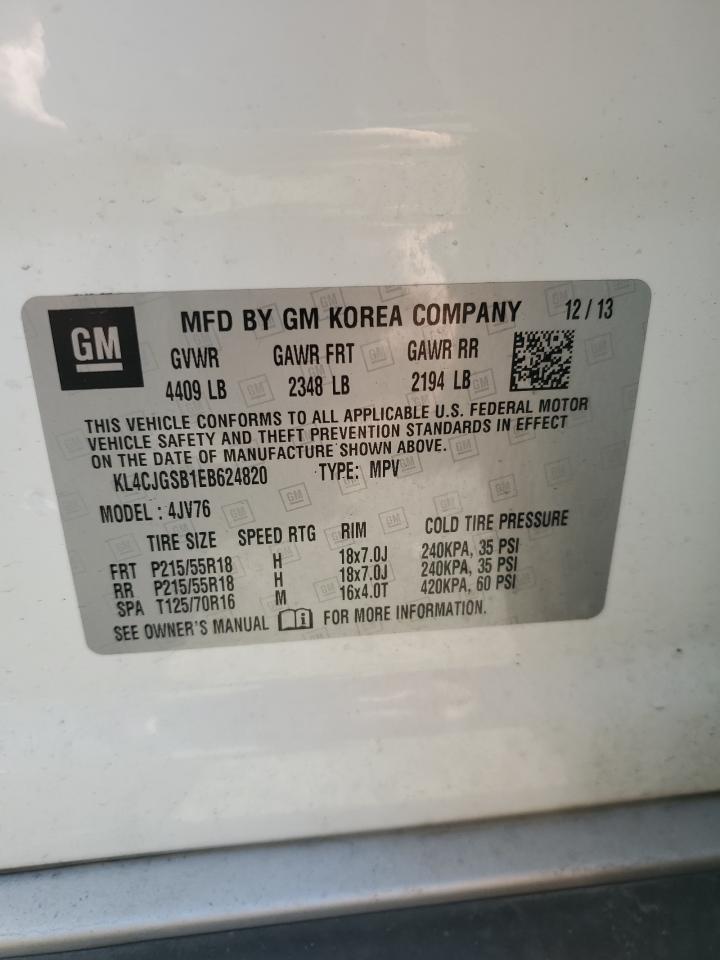 GM
MFD BY GM KOREA COMPANY 12 / 13
GVWR GAWR FRT GAWR RR
4409 LB 2348 LB 2194 LB
THIS VEHICLE CONFORMS TO ALL APPLICABLE U.S. FEDERAL MOTOR
VEHICLE SAFETY AND THEFT PREVENTION STANDARDS IN EFFECT
ON THE DATE OF MANUFACTURE SHOWN ABOVE.
KL4CJGSB1EB624820 TYPE: MPV
MODEL : 4JV76
TIRE SIZE SPEED RTG RIM COLD TIRE PRESSURE
FRT P215/55R18 H 18x7.0J 240KPA, 35 PSI
RR P215/55R18 H 18x7.0J 240KPA, 35 PSI
SPA T125/70R16 M 16x4.0T 420KPA, 60 PSI
SEE OWNER'S MANUAL FOR MORE INFORMATION.